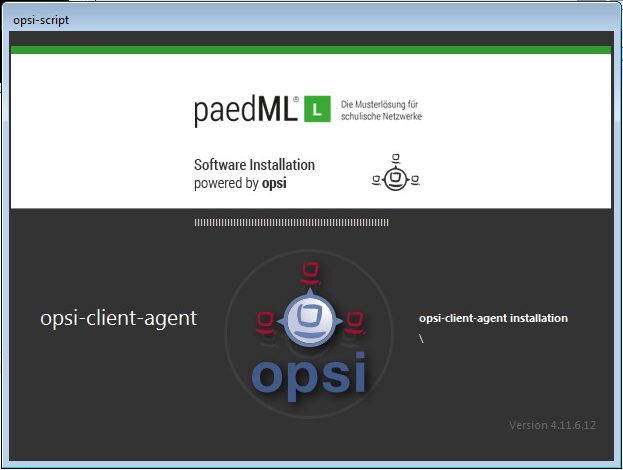 opsi-script
paedML® L
Die Musterlösung für
schulische Netzwerke
Software Installation
powered by opsi
opsi-client-agent
opsi
opsi-client-agent installation
\
Version 4.11.6.12